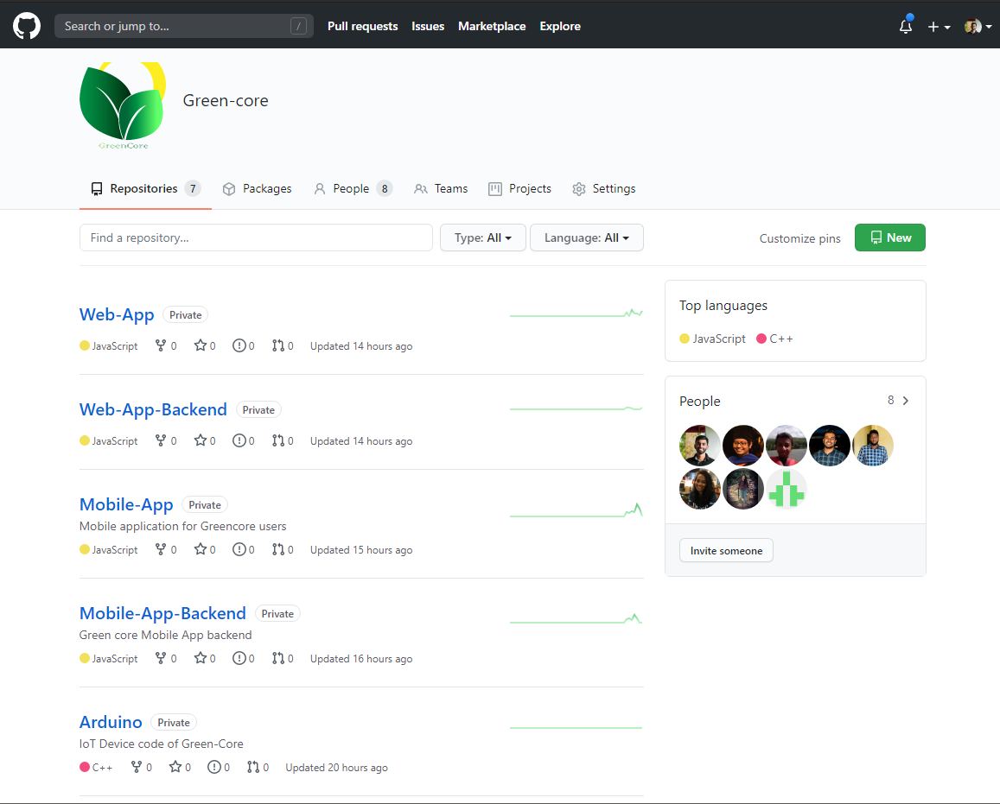 Search or jump to... / Pull requests Issues Marketplace Explore
GreenCore
Green-core
Repositories 7 Packages People 8 Teams Projects Settings
Find a repository... Type: All Language: All Customize pins New
Web-App Private
JavaScript 0 0 0 0 Updated 14 hours ago
Web-App-Backend Private
JavaScript 0 0 0 0 Updated 14 hours ago
Mobile-App Private
Mobile application for Greencore users
JavaScript 0 0 0 0 Updated 15 hours ago
Mobile-App-Backend Private
Green core Mobile App backend
JavaScript 0 0 0 0 Updated 16 hours ago
Arduino Private
IoT Device code of Green-Core
C++ 0 0 0 0 Updated 20 hours ago
Top languages
JavaScript C++
People 8
Invite someone